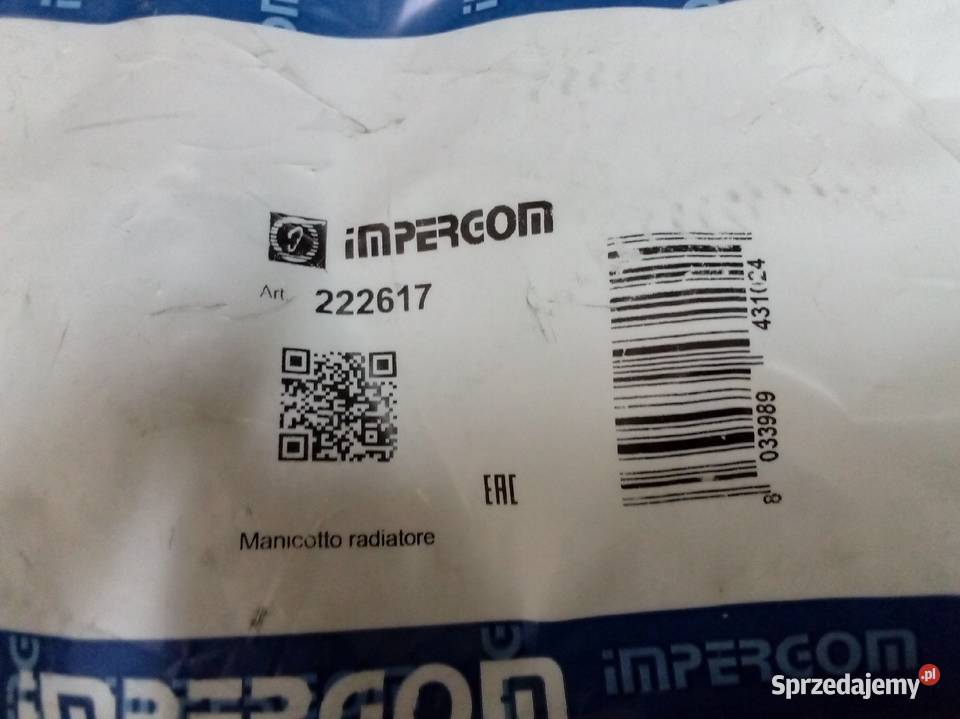 iMPERGOM
Art. 222617
8 033989 431024
EAC
Manicotto radiatore
iMPERGOM
iMPERGOM
Sprzedajemy.pl